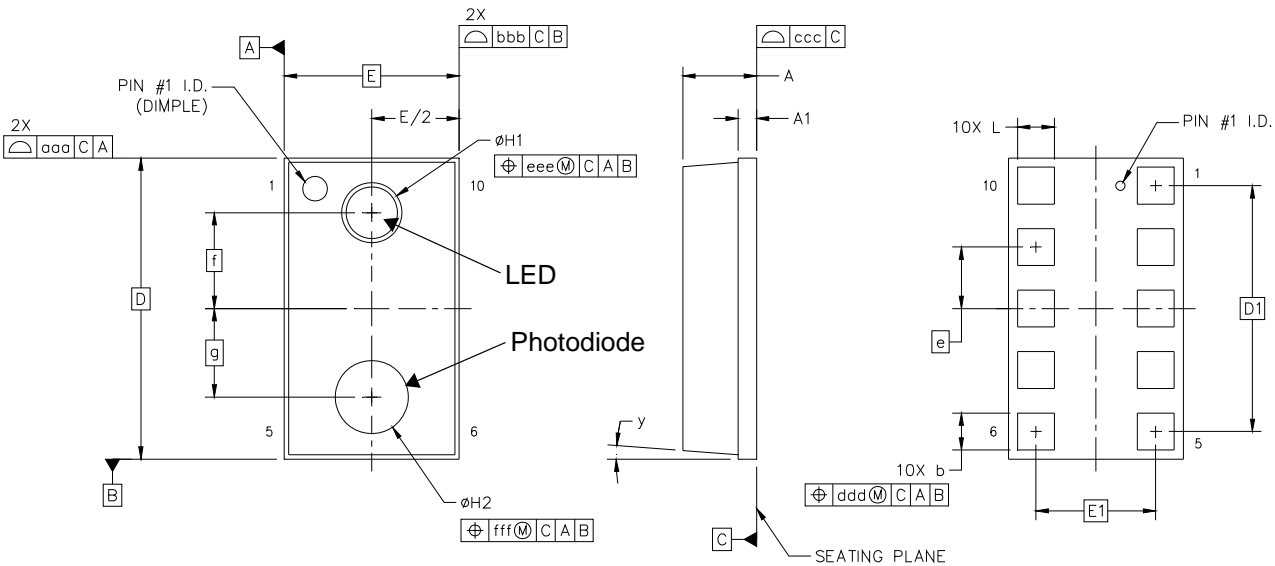 2X
⌓ bbb C B
A
E
PIN #1 I.D.
(DIMPLE)
E/2
2X
⌓ aaa C A
øH1
⌖ eee Ⓜ C A B
1
10
f
LED
D
g
Photodiode
5
6
B
øH2
⌖ fff Ⓜ C A B
⌓ ccc C
A
A1
y
C
SEATING PLANE
10X L
PIN #1 I.D.
10
1
e
D1
6
5
10X b
⌖ ddd Ⓜ C A B
E1